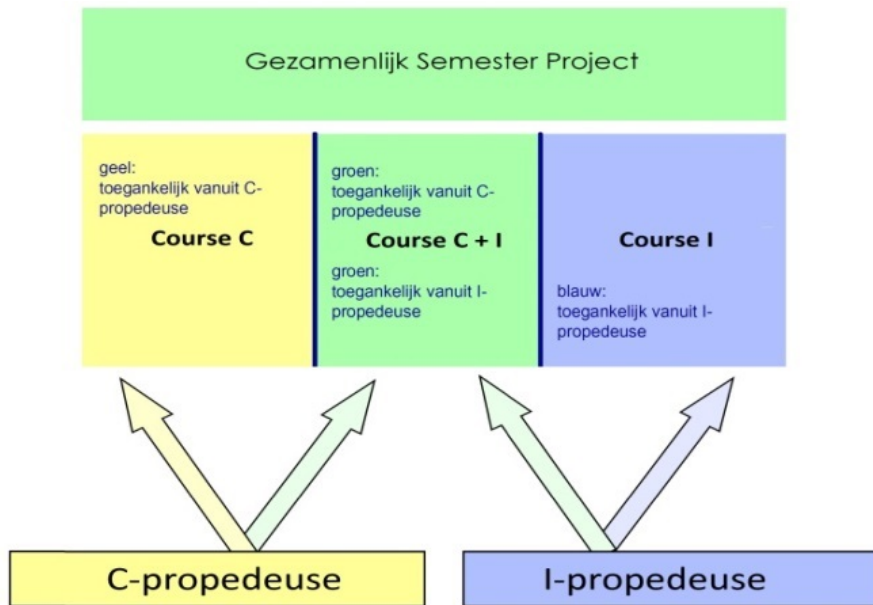 Gezamenlijk Semester Project
geel:
toegankelijk vanuit C-
propedeuse
Course C
groen:
toegankelijk vanuit C-
propedeuse
Course C + I
groen:
toegankelijk vanuit I-
propedeuse
Course I
blauw:
toegankelijk vanuit I-
propedeuse
C-propedeuse
I-propedeuse